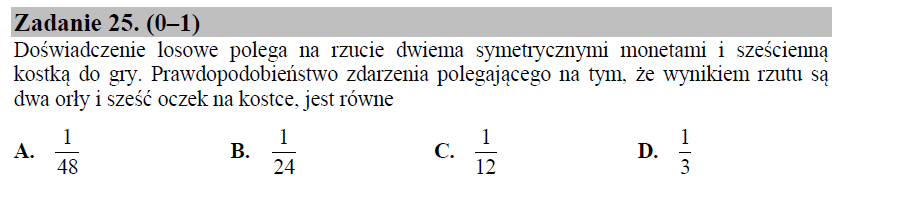 Zadanie 25. (0–1)
Doświadczenie losowe polega na rzucie dwiema symetrycznymi monetami i sześcienną
kostką do gry. Prawdopodobieństwo zdarzenia polegającego na tym, że wynikiem rzutu są
dwa orły i sześć oczek na kostce, jest równe
A. 1/48 B. 1/24 C. 1/12 D. 1/3